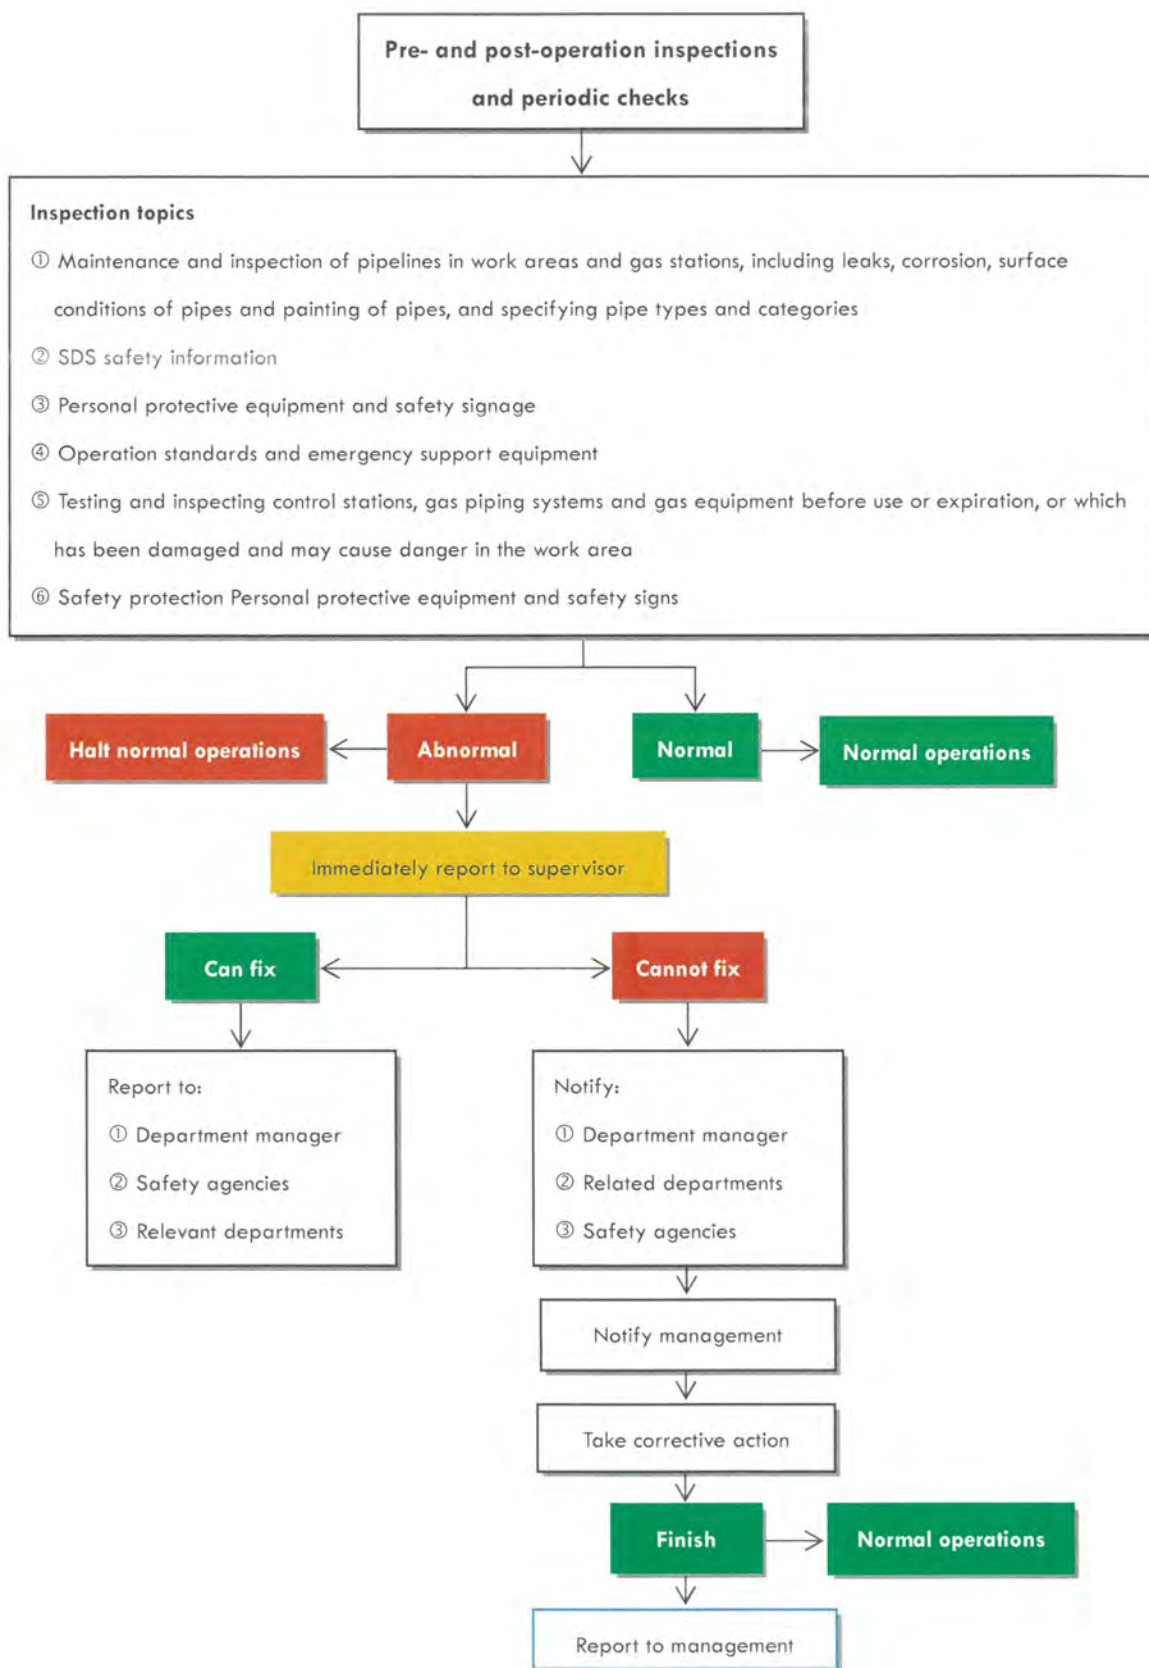 Pre- and post-operation inspections
and periodic checks
Inspection topics
① Maintenance and inspection of pipelines in work areas and gas stations, including leaks, corrosion, surface
conditions of pipes and painting of pipes, and specifying pipe types and categories
② SDS safety information
③ Personal protective equipment and safety signage
④ Operation standards and emergency support equipment
⑤ Testing and inspecting control stations, gas piping systems and gas equipment before use or expiration, or which
has been damaged and may cause danger in the work area
⑥ Safety protection Personal protective equipment and safety signs
Halt normal operations
Abnormal
Normal
Normal operations
Immediately report to supervisor
Can fix
Cannot fix
Report to:
① Department manager
② Safety agencies
③ Relevant departments
Notify:
① Department manager
② Related departments
③ Safety agencies
Notify management
Take corrective action
Finish
Normal operations
Report to management